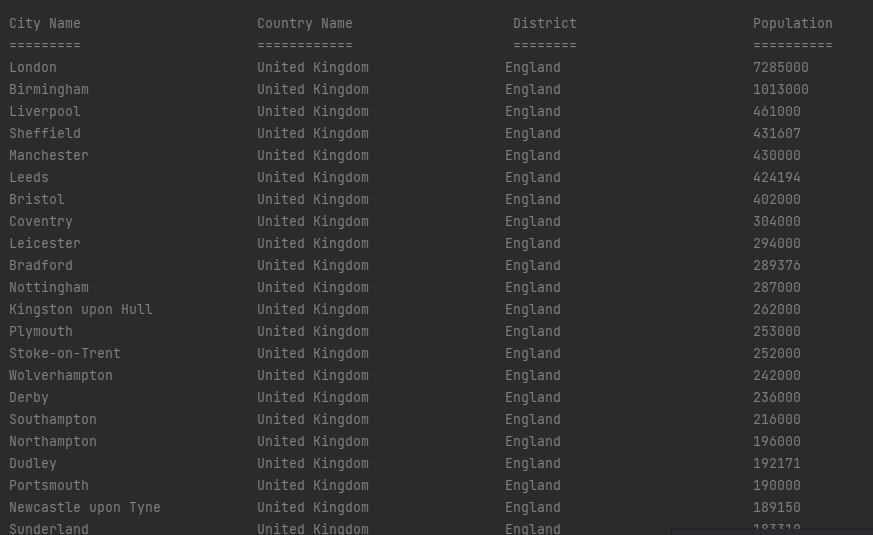 City Name Country Name District Population
========= ============ ======== ==========
London United Kingdom England 7285000
Birmingham United Kingdom England 1013000
Liverpool United Kingdom England 461000
Sheffield United Kingdom England 431607
Manchester United Kingdom England 430000
Leeds United Kingdom England 424194
Bristol United Kingdom England 402000
Coventry United Kingdom England 304000
Leicester United Kingdom England 294000
Bradford United Kingdom England 289376
Nottingham United Kingdom England 287000
Kingston upon Hull United Kingdom England 262000
Plymouth United Kingdom England 253000
Stoke-on-Trent United Kingdom England 252000
Wolverhampton United Kingdom England 242000
Derby United Kingdom England 236000
Southampton United Kingdom England 216000
Northampton United Kingdom England 196000
Dudley United Kingdom England 192171
Portsmouth United Kingdom England 190000
Newcastle upon Tyne United Kingdom England 189150
Sunderland United Kingdom England 183310